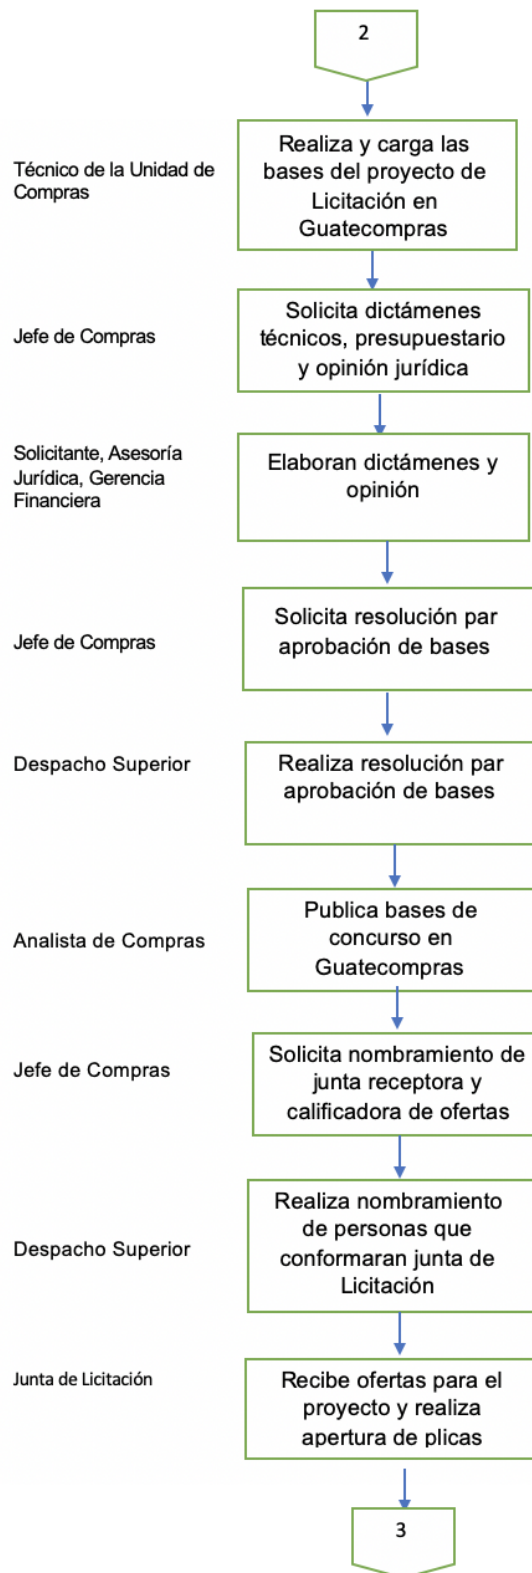 2
Técnico de la Unidad de
Compras
Realiza y carga las
bases del proyecto de
Licitación en
Guatecompras
Jefe de Compras
Solicita dictámenes
técnicos, presupuestario
y opinión jurídica
Solicitante, Asesoría
Jurídica, Gerencia
Financiera
Elaboran dictámenes y
opinión
Jefe de Compras
Solicita resolución par
aprobación de bases
Despacho Superior
Realiza resolución par
aprobación de bases
Analista de Compras
Publica bases de
concurso en
Guatecompras
Jefe de Compras
Solicita nombramiento de
junta receptora y
calificadora de ofertas
Despacho Superior
Realiza nombramiento
de personas que
conformaran junta de
Licitación
Junta de Licitación
Recibe ofertas para el
proyecto y realiza
apertura de plicas
3